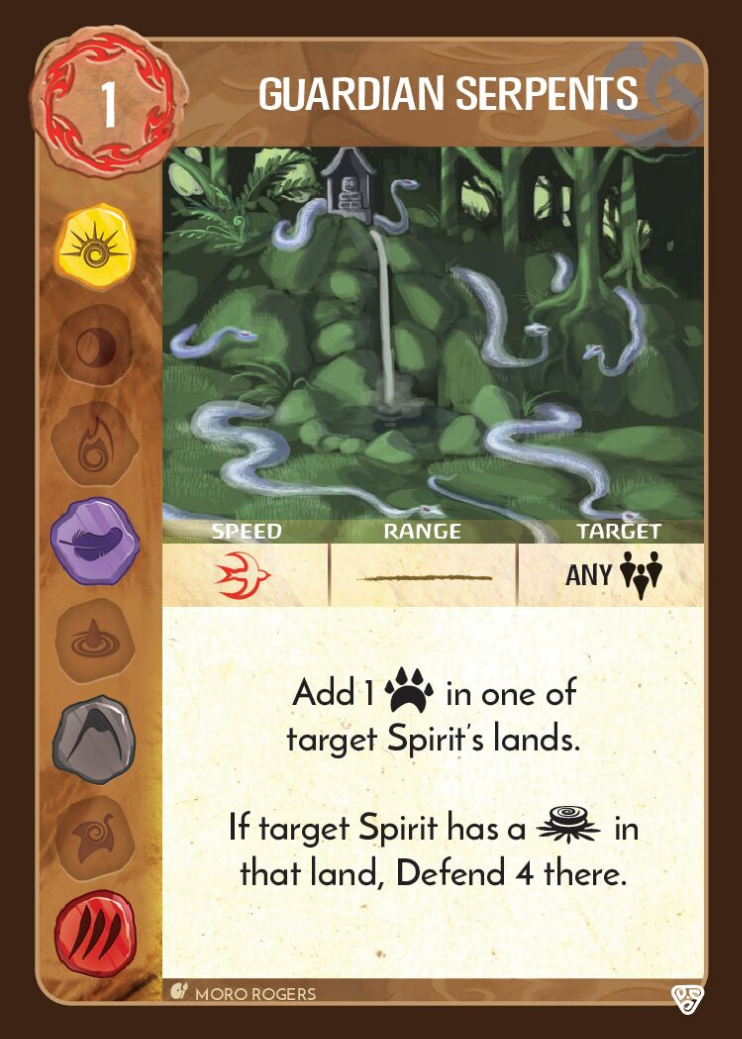 1
GUARDIAN SERPENTS
SPEED RANGE TARGET
ANY
Add 1 in one of
target Spirit's lands.
If target Spirit has a in
that land, Defend 4 there.
MORO ROGERS